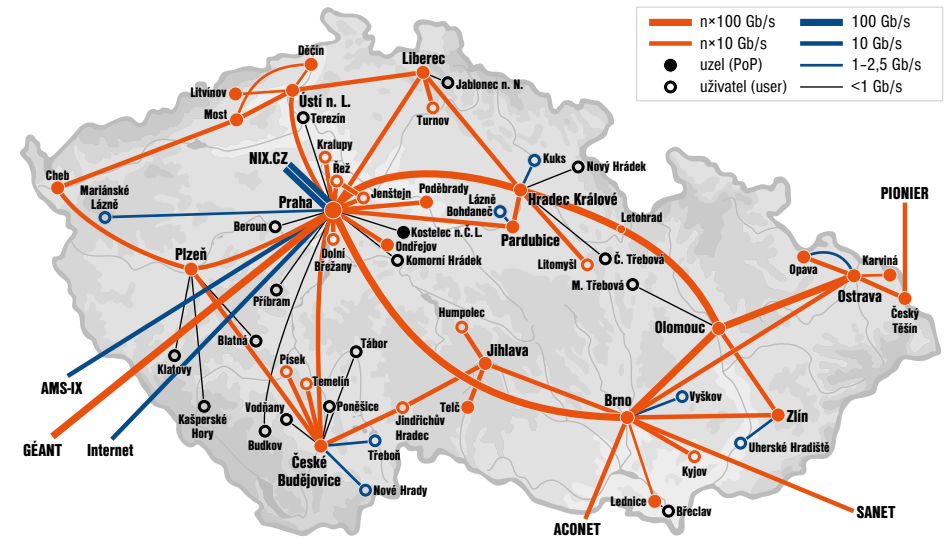 n×100 Gb/s
100 Gb/s
n×10 Gb/s
10 Gb/s
uzel (PoP)
1–2,5 Gb/s
uživatel (user)
<1 Gb/s
Děčín
Liberec
Litvínov
Jablonec n. N.
Ústí n. L.
Most
Terezín
Turnov
Kralupy
NIX.CZ
Řež
Kuks
Nový Hrádek
Cheb
Mariánské
Lázně
Jenštejn
Poděbrady
Praha
Lázně
Bohdaneč
Hradec Králové
PIONIER
Beroun
Kostelec n.Č.L.
Letohrad
Pardubice
Ondřejov
Dolní
Břežany
Komorní Hrádek
Plzeň
Litomyšl
Č. Třebová
Opava
Karviná
Příbram
M. Třebová
Ostrava
Český
Těšín
Humpolec
Olomouc
Blatná
Tábor
Jihlava
Klatovy
Písek
Temelín
AMS-IX
Vodňany
Poněšice
Telč
Brno
Vyškov
Kašperské
Hory
Jindřichův
Hradec
Zlín
Budkov
GÉANT
Internet
České
Budějovice
Třeboň
Uherské Hradiště
Kyjov
Nové Hrady
Lednice
Břeclav
SANET
ACONET